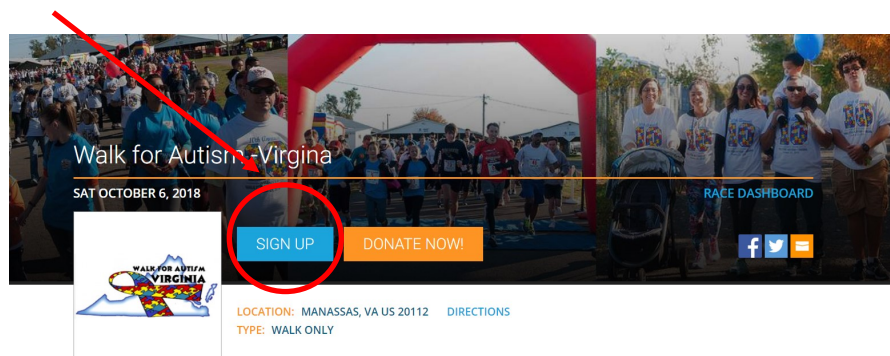 Walk for Autism -Virgina
SAT OCTOBER 6, 2018
RACE DASHBOARD
SIGN UP
DONATE NOW!
WALK FOR AUTISM
VIRGINIA
LOCATION: MANASSAS, VA US 20112 DIRECTIONS
TYPE: WALK ONLY